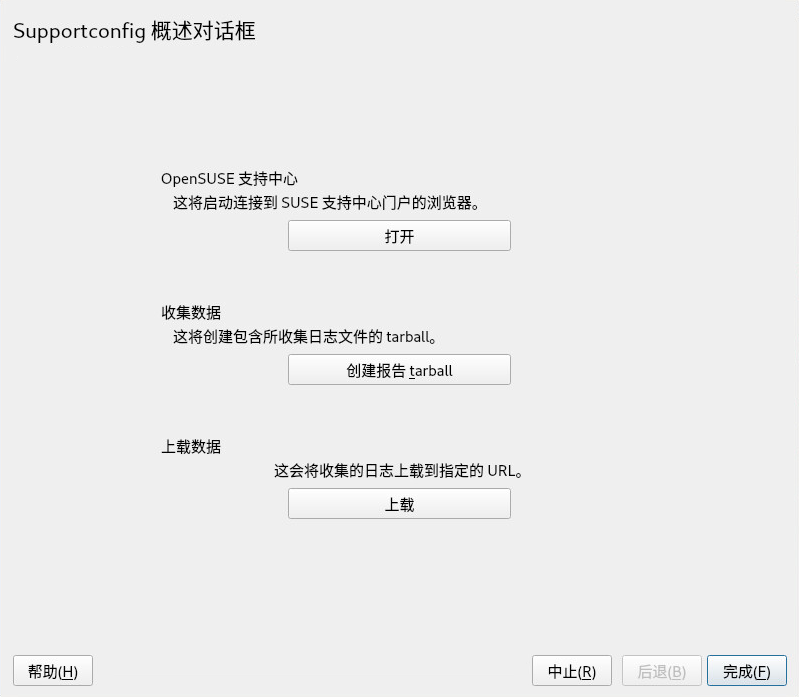 Supportconfig 概述对话框
OpenSUSE 支持中心
这将启动连接到 SUSE 支持中心门户的浏览器。
打开
收集数据
这将创建包含所收集日志文件的 tarball。
创建报告 tarball
上载数据
这会将收集的日志上载到指定的 URL。
上载
帮助(H) 中止(R) 后退(B) 完成(F)